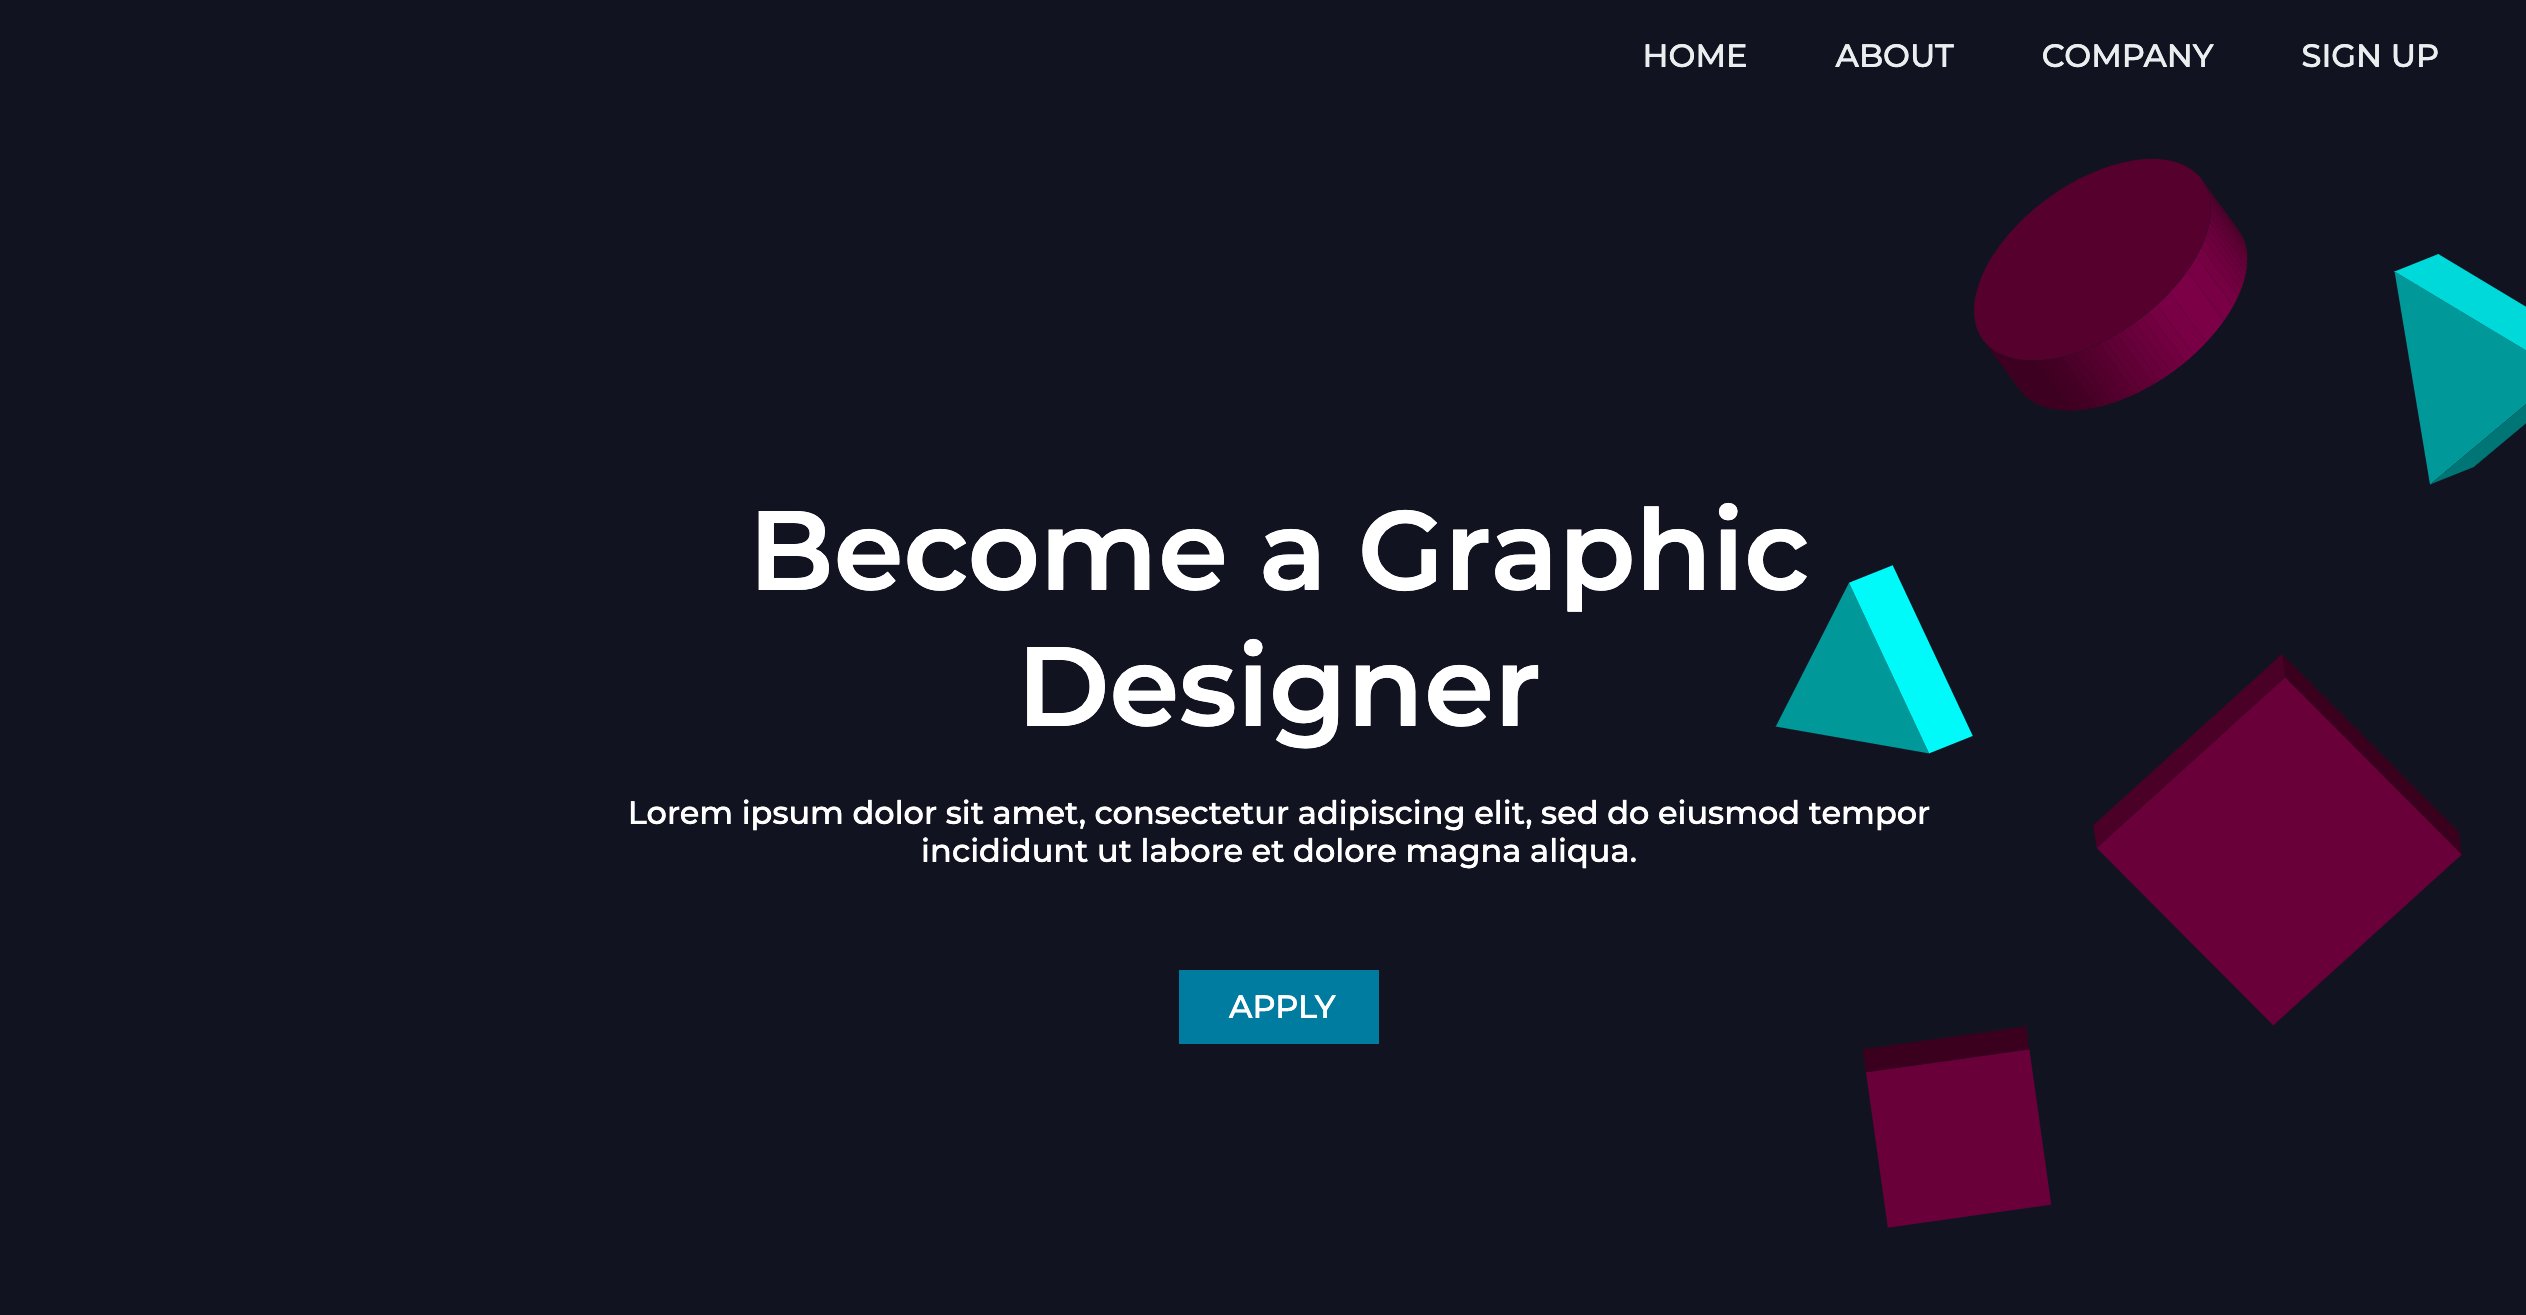 HOME ABOUT COMPANY SIGN UP
Become a Graphic
Designer
Lorem ipsum dolor sit amet, consectetur adipiscing elit, sed do eiusmod tempor
incididunt ut labore et dolore magna aliqua.
APPLY